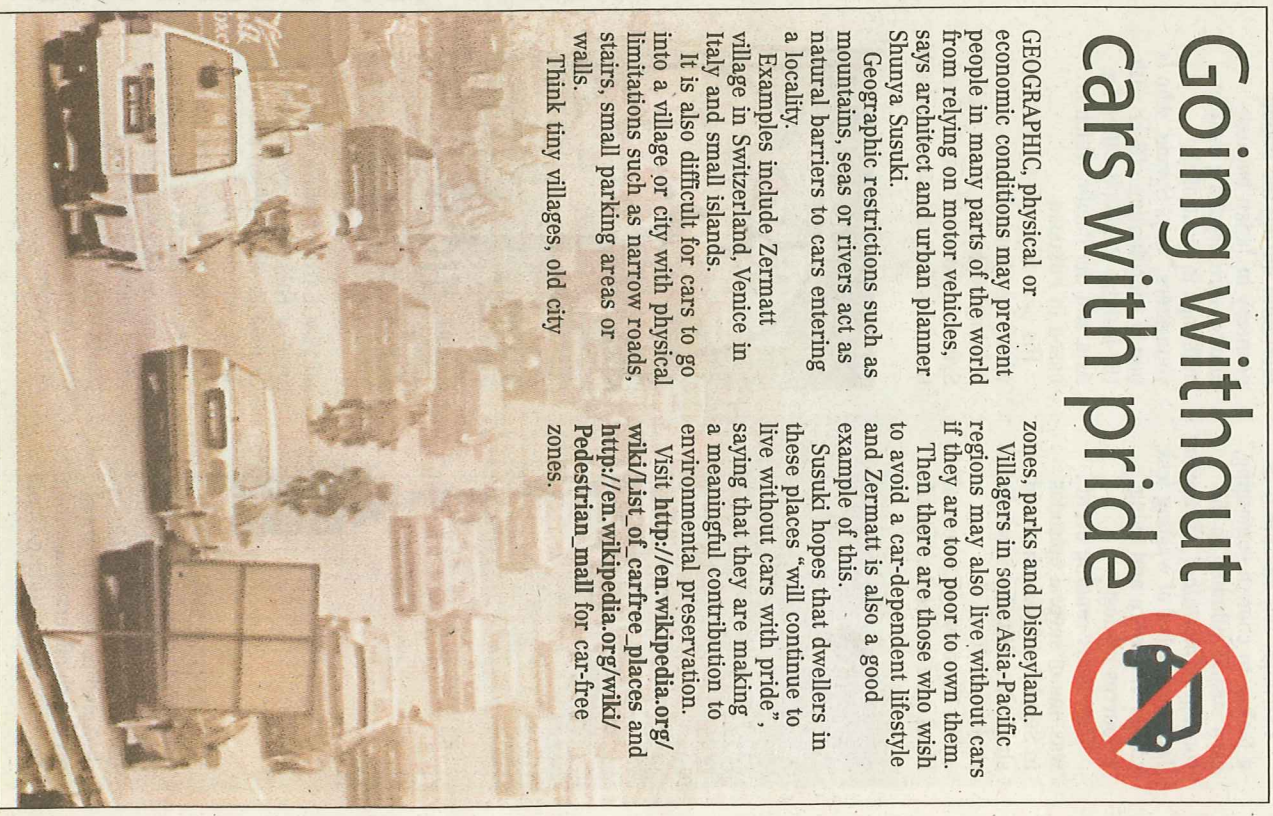 Going without
cars with pride
GEOGRAPHIC, physical or
economic conditions may prevent
people in many parts of the world
from relying on motor vehicles,
says architect and urban planner
Shunya Susuki.
Geographic restrictions such as
mountains, seas or rivers act as
natural barriers to cars entering
a locality.
Examples include Zermatt
village in Switzerland, Venice in
Italy and small islands.
It is also difficult for cars to go
into a village or city with physical
limitations such as narrow roads,
stairs, small parking areas or
walls.
Think tiny villages, old city
zones, parks and Disneyland.
Villagers in some Asia-Pacific
regions may also live without cars
if they are too poor to own them.
Then there are those who wish
to avoid a car-dependent lifestyle
and Zermatt is also a good
example of this.
Susuki hopes that dwellers in
these places “will continue to
live without cars with pride”,
saying that they are making
a meaningful contribution to
environmental preservation.
Visit http://en.wikipedia.org/
wiki/List_of_carfree_places and
http://en.wikipedia.org/wiki/
Pedestrian_mall for car-free
zones.